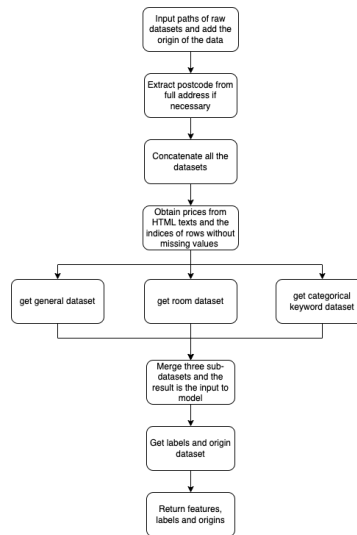 Input paths of raw
datasets and add the
origin of the data
Extract postcode from
full address if
necessary
Concatenate all the
datasets
Obtain prices from
HTML texts and the
indices of rows without
missing values
get general dataset
get room dataset
get categorical
keyword dataset
Merge three sub-
datasets and the
result is the input to
model
Get labels and origin
dataset
Return features,
labels and origins